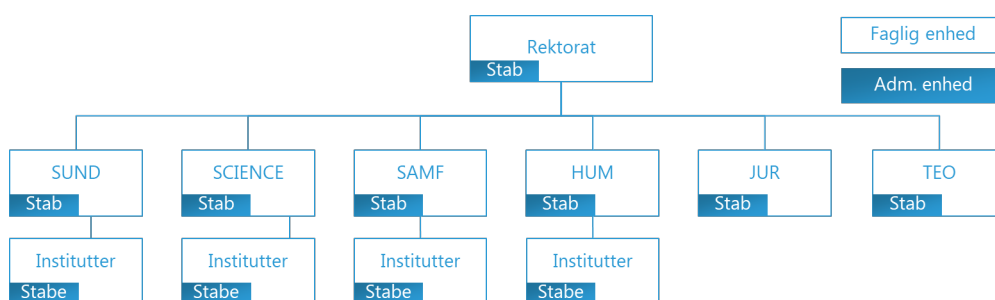 Rektorat
Stab
Faglig enhed
Adm. enhed
SUND
Stab
SCIENCE
Stab
SAMF
Stab
HUM
Stab
JUR
Stab
TEO
Stab
Institutter
Stabe
Institutter
Stabe
Institutter
Stabe
Institutter
Stabe